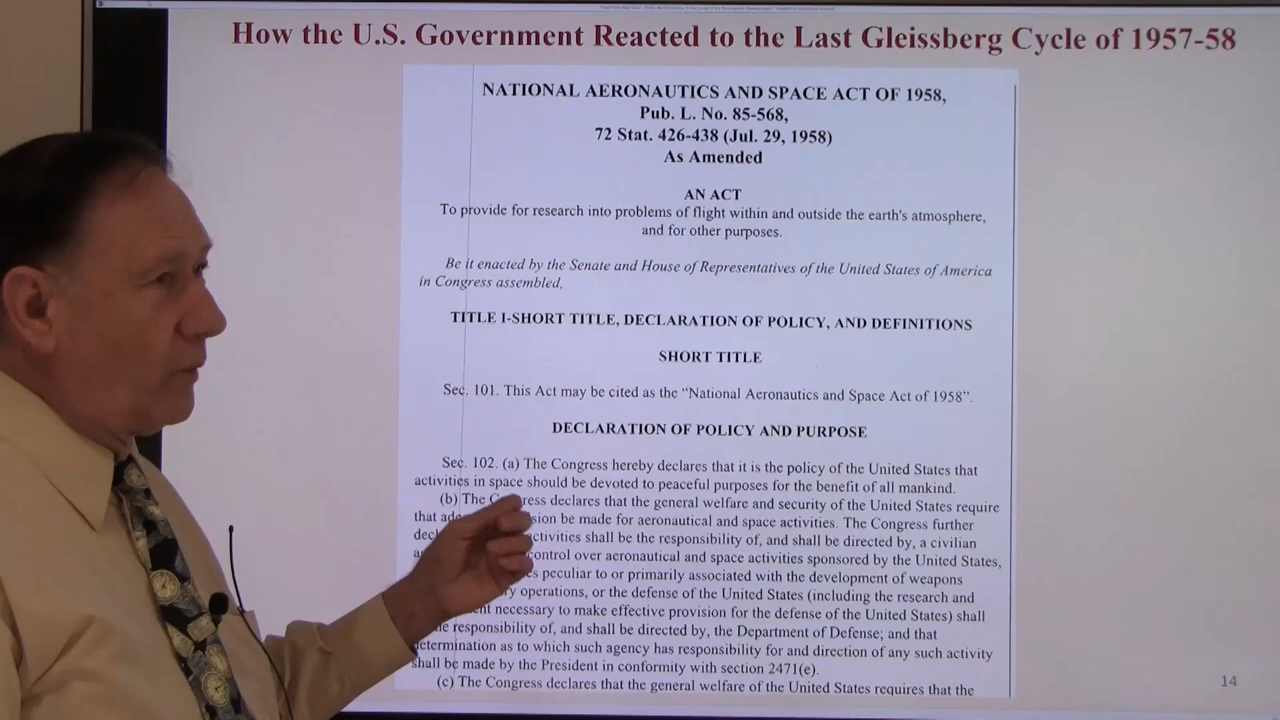 How the U.S. Government Reacted to the Last Gleissberg Cycle of 1957-58
NATIONAL AERONAUTICS AND SPACE ACT OF 1958,
Pub. L. No. 85-568,
72 Stat. 426-438 (Jul. 29, 1958)
As Amended
AN ACT
To provide for research into problems of flight within and outside the earth's atmosphere,
and for other purposes.
Be it enacted by the Senate and House of Representatives of the United States of America
in Congress assembled,
TITLE I-SHORT TITLE, DECLARATION OF POLICY, AND DEFINITIONS
SHORT TITLE
Sec. 101. This Act may be cited as the “National Aeronautics and Space Act of 1958”.
DECLARATION OF POLICY AND PURPOSE
Sec. 102. (a) The Congress hereby declares that it is the policy of the United States that
activities in space should be devoted to peaceful purposes for the benefit of all mankind.
(b) The Congress declares that the general welfare and security of the United States require
that be made for aeronautical and space activities. The Congress further
activities shall be the responsibility of, and shall be directed by, a civilian
control over aeronautical and space activities sponsored by the United States,
peculiar to or primarily associated with the development of weapons
operations, or the defense of the United States (including the research and
necessary to make effective provision for the defense of the United States) shall
responsibility of, and shall be directed by, the Department of Defense; and that
determination as to which such agency has responsibility for and direction of any such activity
shall be made by the President in conformity with section 2471(e).
(c) The Congress declares that the general welfare of the United States requires that the
14